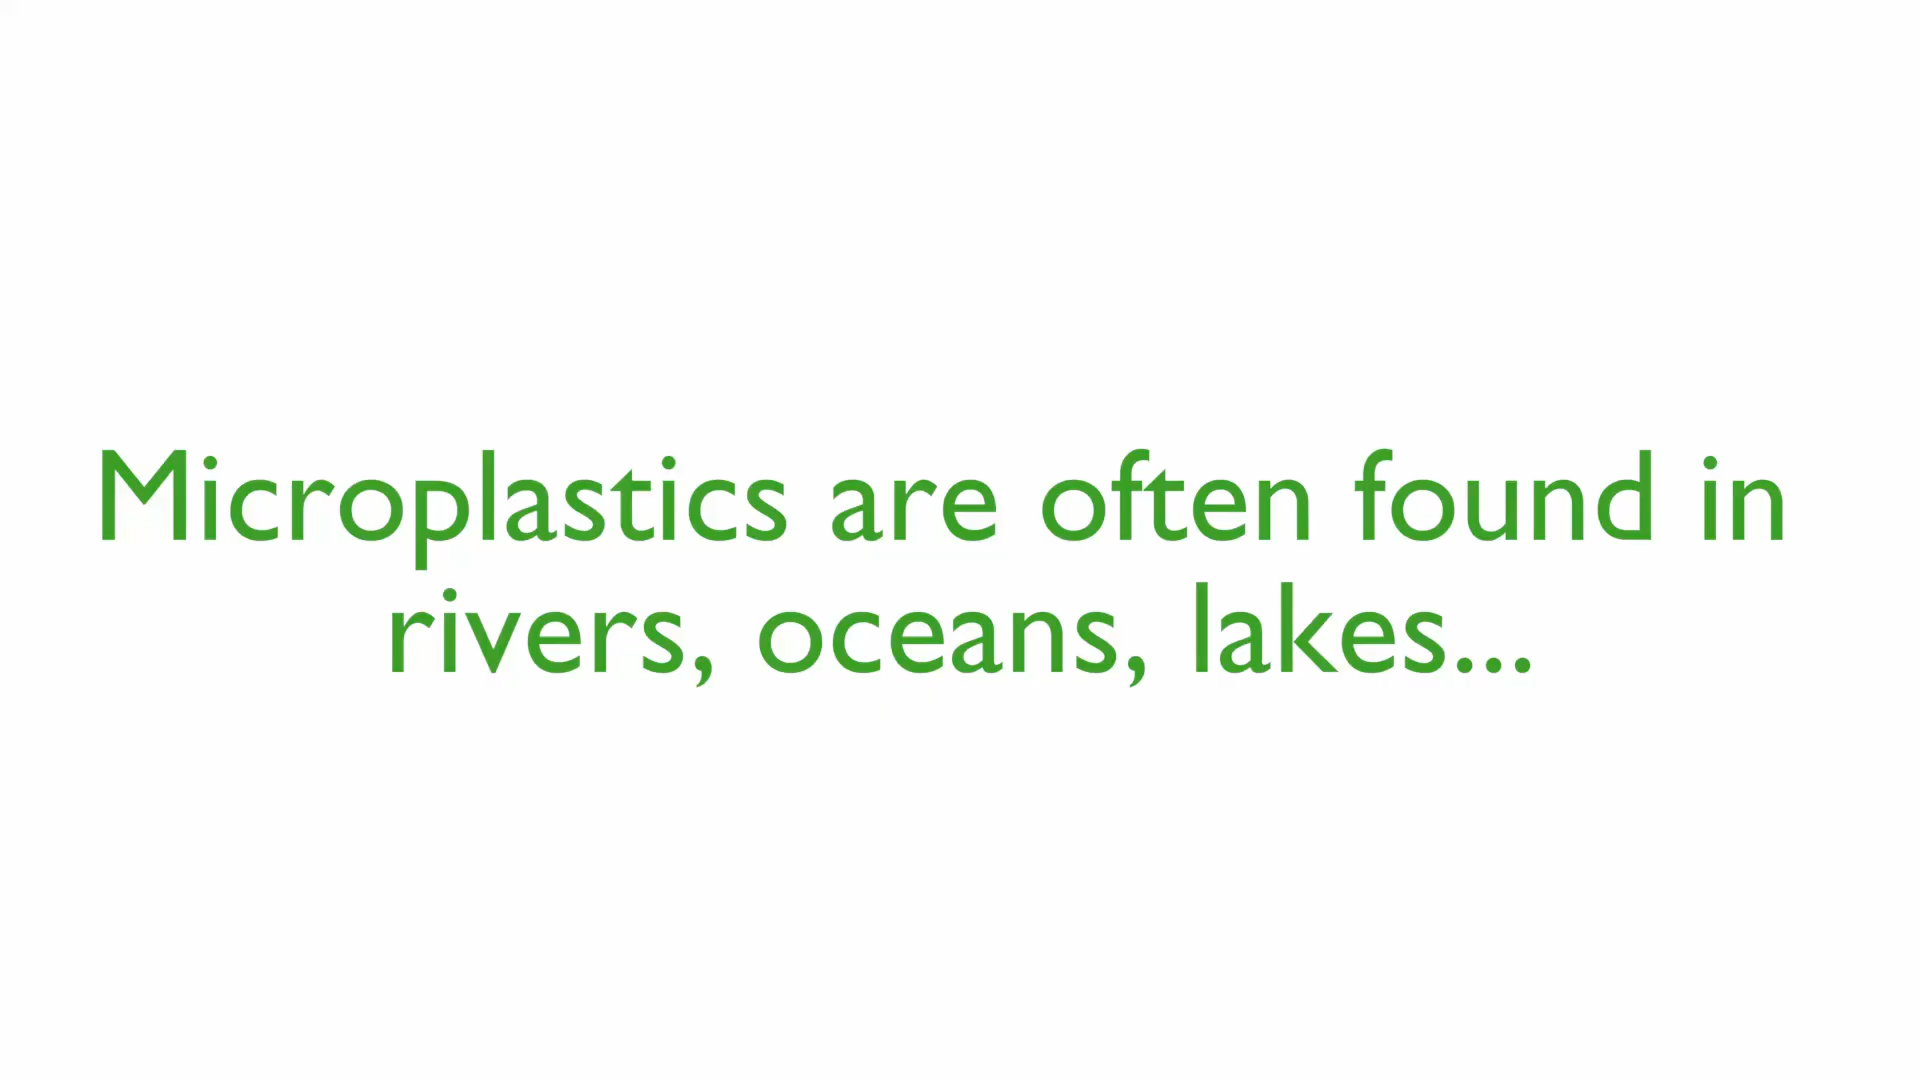 Microplastics are often found in
rivers, oceans, lakes...